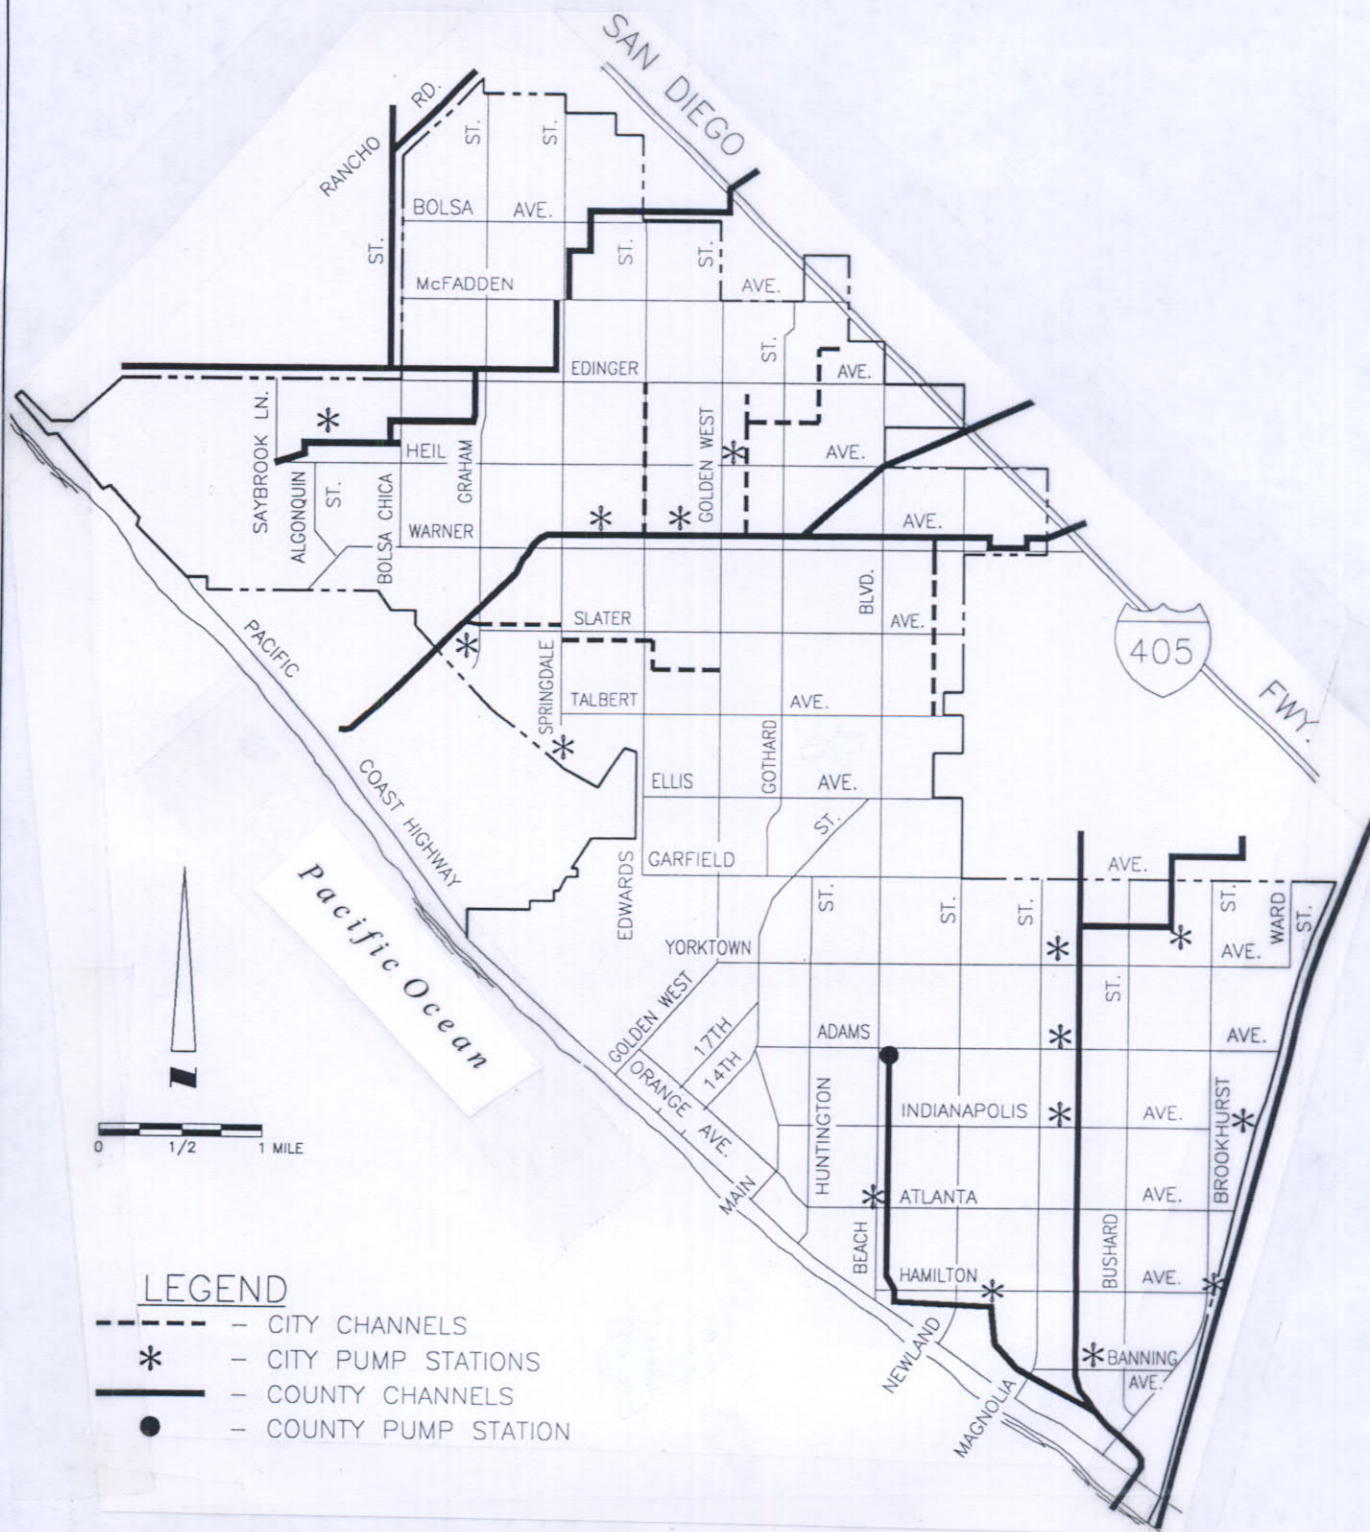 SAN DIEGO
RANCHO RD.
ST. ST.
BOLSA AVE.
ST. ST. ST.
McFADDEN AVE.
ST.
EDINGER AVE.
SAYBROOK LN.
GOLDEN WEST
HEIL AVE.
GRAHAM
ALGONQUIN ST.
BOLSA CHICA
WARNER AVE.
BLVD.
SLATER AVE.
405
PACIFIC
SPRINGDALE
TALBERT AVE.
FWY.
GOTHARD
ELLIS AVE.
COAST HIGHWAY
ST.
GARFIELD AVE.
EDWARDS
Pacific Ocean
ST. ST. ST. ST. WARD ST.
YORKTOWN AVE.
ST.
GOLDEN WEST
17TH
14TH
ADAMS AVE.
ORANGE AVE.
HUNTINGTON
INDIANAPOLIS AVE.
BROOKHURST
0 1/2 1 MILE
MAIN
ATLANTA AVE.
BEACH
BUSHARD
HAMILTON AVE.
NEWLAND
BANNING AVE.
MAGNOLIA
LEGEND
- CITY CHANNELS
- CITY PUMP STATIONS
- COUNTY CHANNELS
- COUNTY PUMP STATION